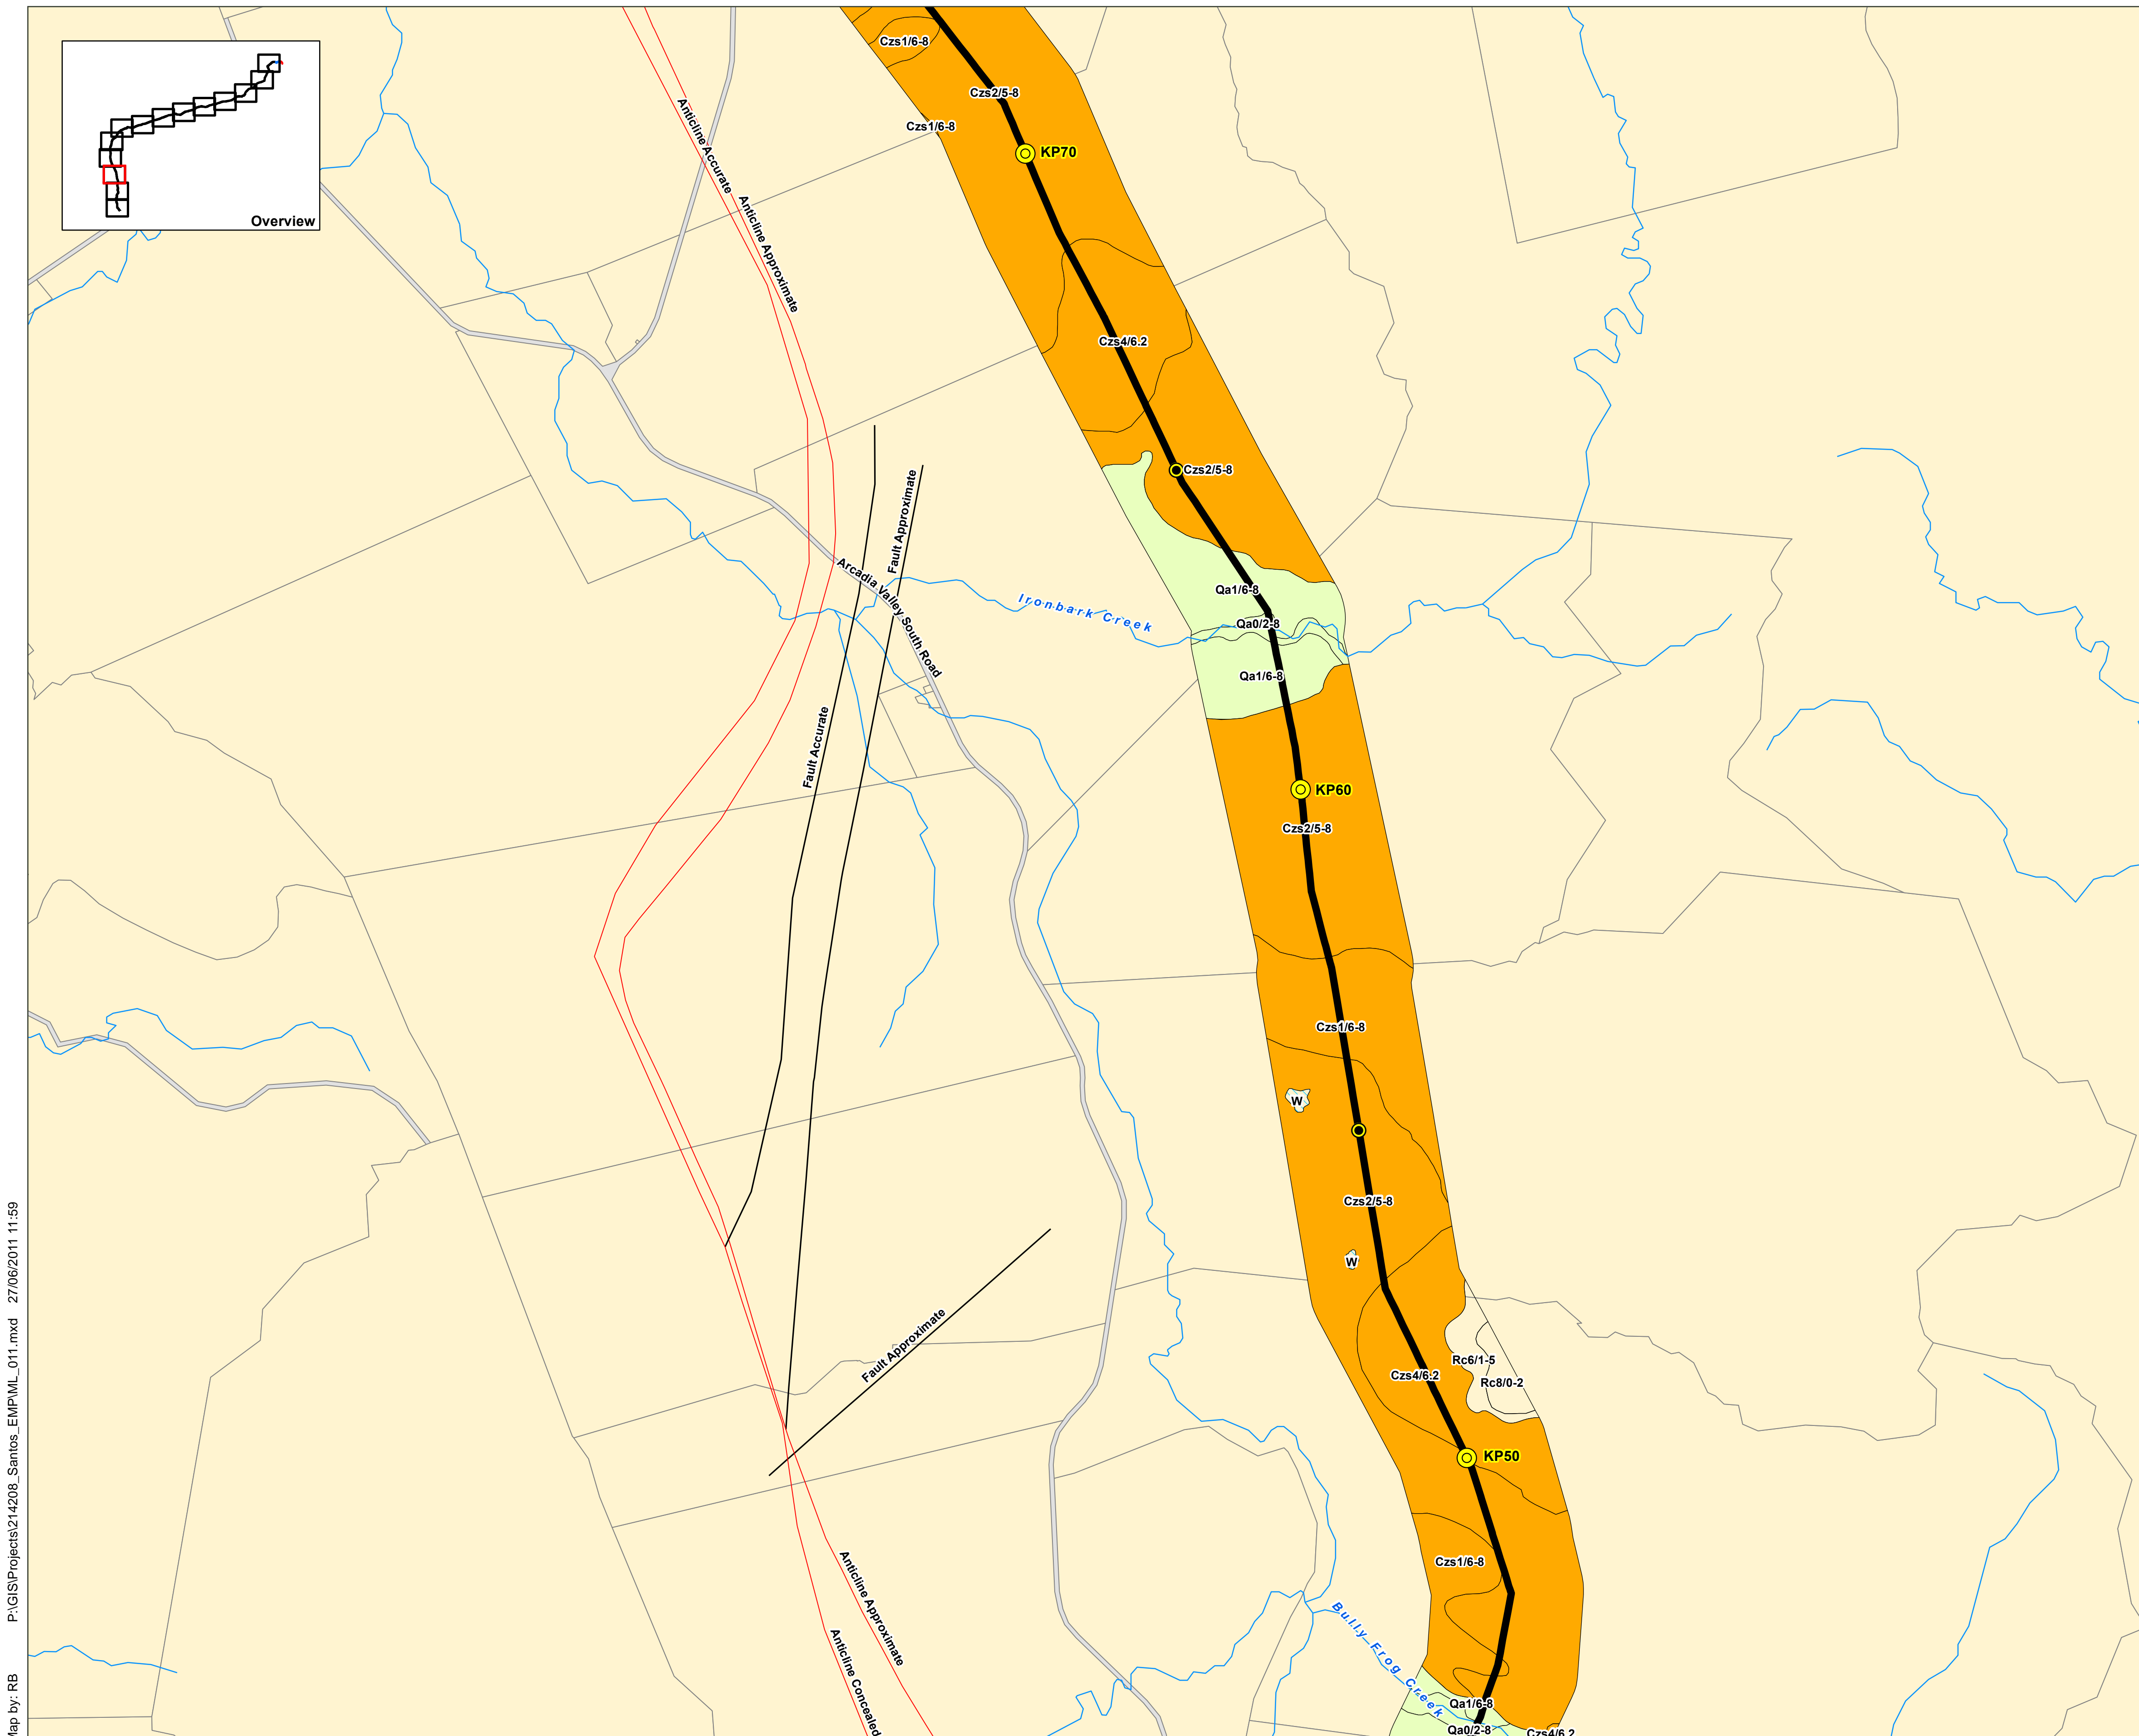 Overview
Czs1/6-8
Czs2/5-8
Czs1/6-8
KP70
Anticline Accurate
Anticline Approximate
Czs4/6.2
Czs2/5-8
Fault Approximate
Arcadia Valley South Road
Ironbark Creek
Qa1/6-8
Qa0/2-8
Qa1/6-8
Fault Accurate
KP60
Czs2/5-8
Czs1/6-8
W
Czs2/5-8
W
Fault Approximate
Rc6/1-5
Czs4/6.2
Rc8/0-2
KP50
Czs1/6-8
Anticline Approximate
Anticline Concealed
Bully Frog Creek
Qa1/6-8
Qa0/2-8
Czs4/6.2
Map by: RB P:\GIS\Projects\214208_Santos_EMP\ML_011.mxd 27/06/2011 11:59